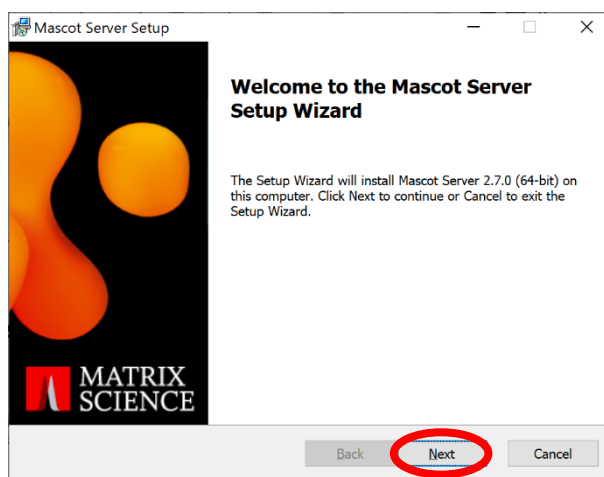 Mascot Server Setup
Welcome to the Mascot Server
Setup Wizard
The Setup Wizard will install Mascot Server 2.7.0 (64-bit) on
this computer. Click Next to continue or Cancel to exit the
Setup Wizard.
MATRIX
SCIENCE
Back Next Cancel